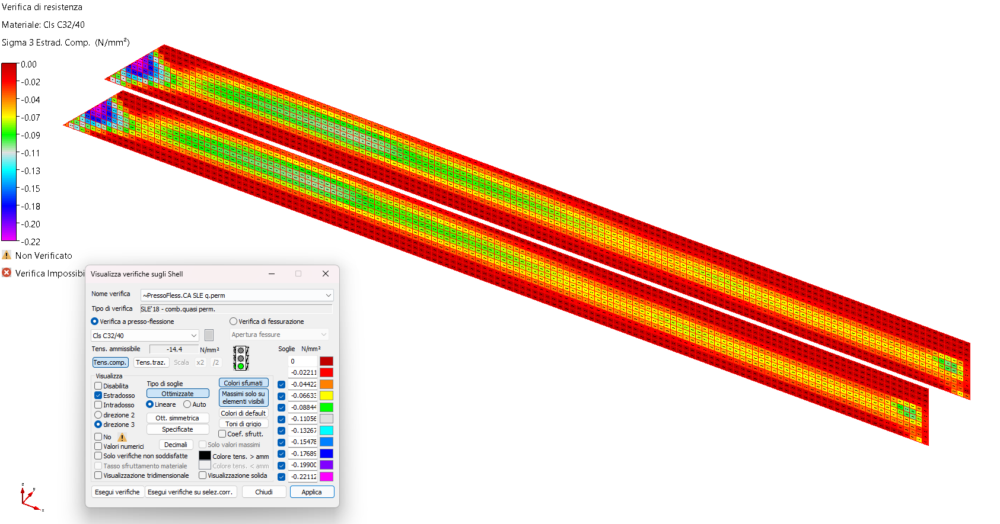 Verifica di resistenza
Materiale: Cls C32/40
Sigma 3 Estrad. Comp. (N/mm²)
0.00
-0.02
-0.04
-0.07
-0.09
-0.11
-0.13
-0.15
-0.18
-0.20
-0.22
Non Verificato
Verifica Impossibi
Visualizza verifiche sugli Shell
Nome verifica ~PressoFless.CA SLE q.perm
Tipo di verifica SLE'18 - comb.quasi perm.
Verifica a presso-flessione Verifica di fessurazione
Cls C32/40 Apertura fessure
Tens. ammissibile -14.4 N/mm² Soglie N/mm²
Tens.comp. Tens.traz. Scala x2 /2
0
-0.02211
-0.04422
-0.06633
-0.08844
-0.11056
-0.13267
-0.15478
-0.17689
-0.19900
-0.22112
Visualizza
Disabilita
Estradosso
Intradosso
direzione 2
direzione 3
No
Valori numerici
Solo verifiche non soddisfatte
Tasso sfruttamento materiale
Visualizzazione tridimensionale
Tipo di soglie
Ottimizzate
Lineare Auto
Ott. simmetrica
Specificate
Decimali
Colori sfumati
Massimi solo su
elementi visibili
Colori di default
Toni di grigio
Coef. sfrutt.
Solo valori massimi
Colore tens. > amm
Colore tens. < amm
Visualizzazione solida
Esegui verifiche Esegui verifiche su selez.corr. Chiudi Applica
z
y
x